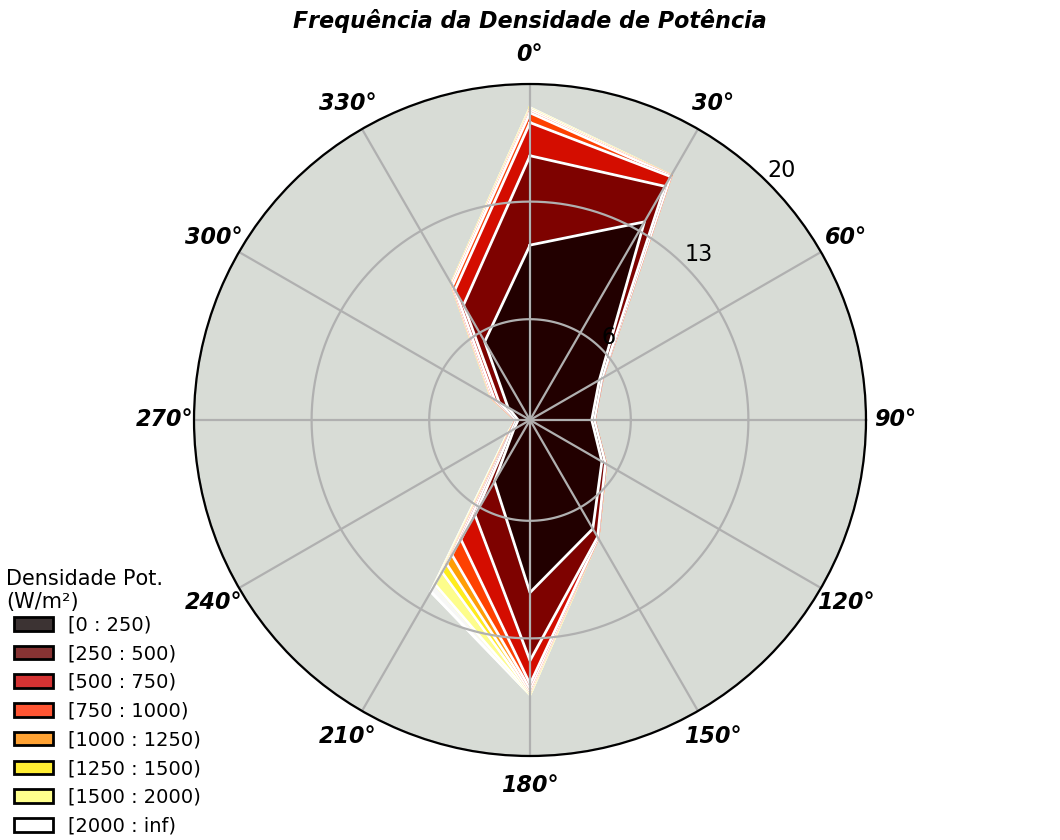 Frequência da Densidade de Potência
0°
330°
30°
20
300°
60°
13
6
270°
90°
240°
120°
210°
150°
180°
Densidade Pot.
(W/m²)
[0 : 250)
[250 : 500)
[500 : 750)
[750 : 1000)
[1000 : 1250)
[1250 : 1500)
[1500 : 2000)
[2000 : inf)